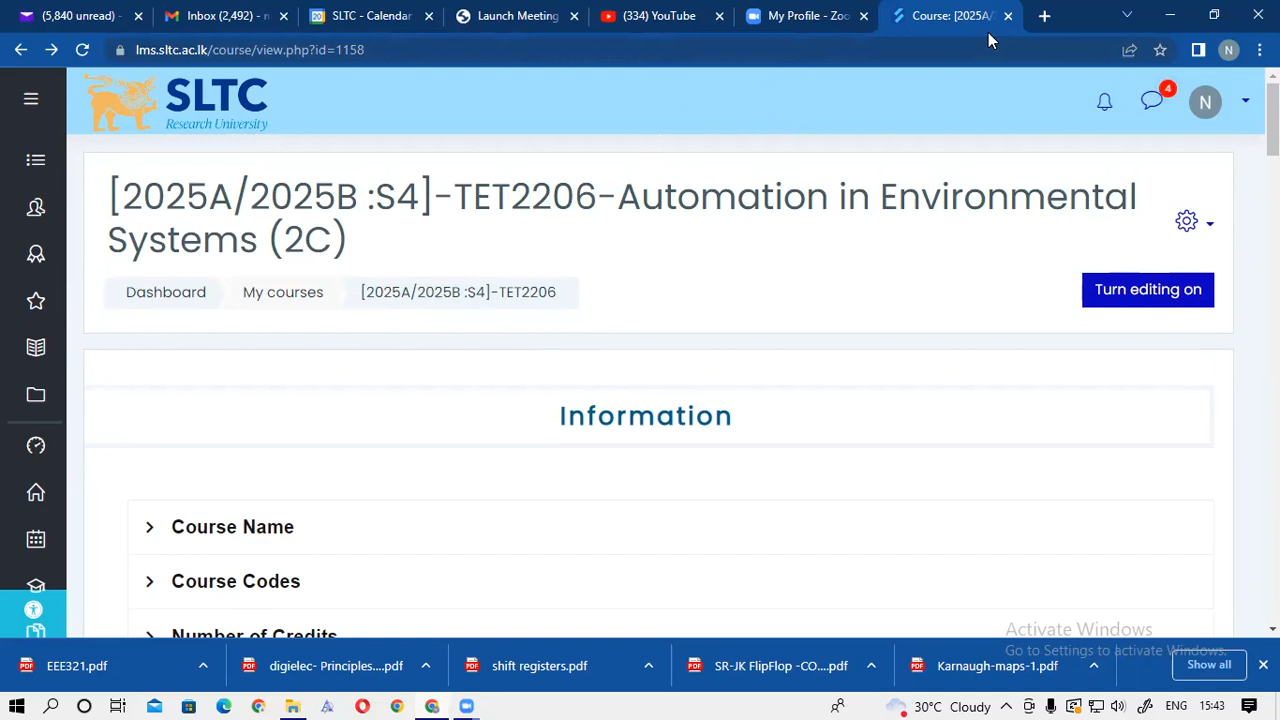 (5,840 unread) -
Inbox (2,492) - n
SLTC - Calendar
Launch Meeting
(334) YouTube
My Profile - Zoo
Course: [2025A/
lms.sltc.ac.lk/course/view.php?id=1158
N
SLTC
Research University
4
N
[2025A/2025B :S4]-TET2206-Automation in Environmental
Systems (2C)
Dashboard
My courses
[2025A/2025B :S4]-TET2206
Turn editing on
Information
Course Name
Course Codes
Number of Credits
Activate Windows
Go to Settings to activate Windows.
EEE321.pdf
digielec- Principles....pdf
shift registers.pdf
SR-JK FlipFlop -CO....pdf
Karnaugh-maps-1.pdf
Show all
30°C Cloudy
ENG
15:43